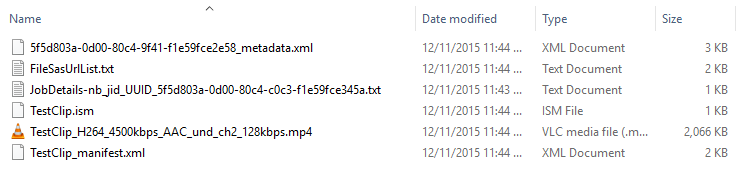 Name Date modified Type Size
5f5d803a-0d00-80c4-9f41-f1e59fce2e58_metadata.xml 12/11/2015 11:44 ... XML Document 3 KB
FileSasUrlList.txt 12/11/2015 11:44 ... Text Document 2 KB
JobDetails-nb_jid_UUID_5f5d803a-0d00-80c4-c0c3-f1e59fce345a.txt 12/11/2015 11:43 ... Text Document 1 KB
TestClip.ism 12/11/2015 11:44 ... ISM File 1 KB
TestClip_H264_4500kbps_AAC_und_ch2_128kbps.mp4 12/11/2015 11:44 ... VLC media file (.m... 2,066 KB
TestClip_manifest.xml 12/11/2015 11:44 ... XML Document 2 KB